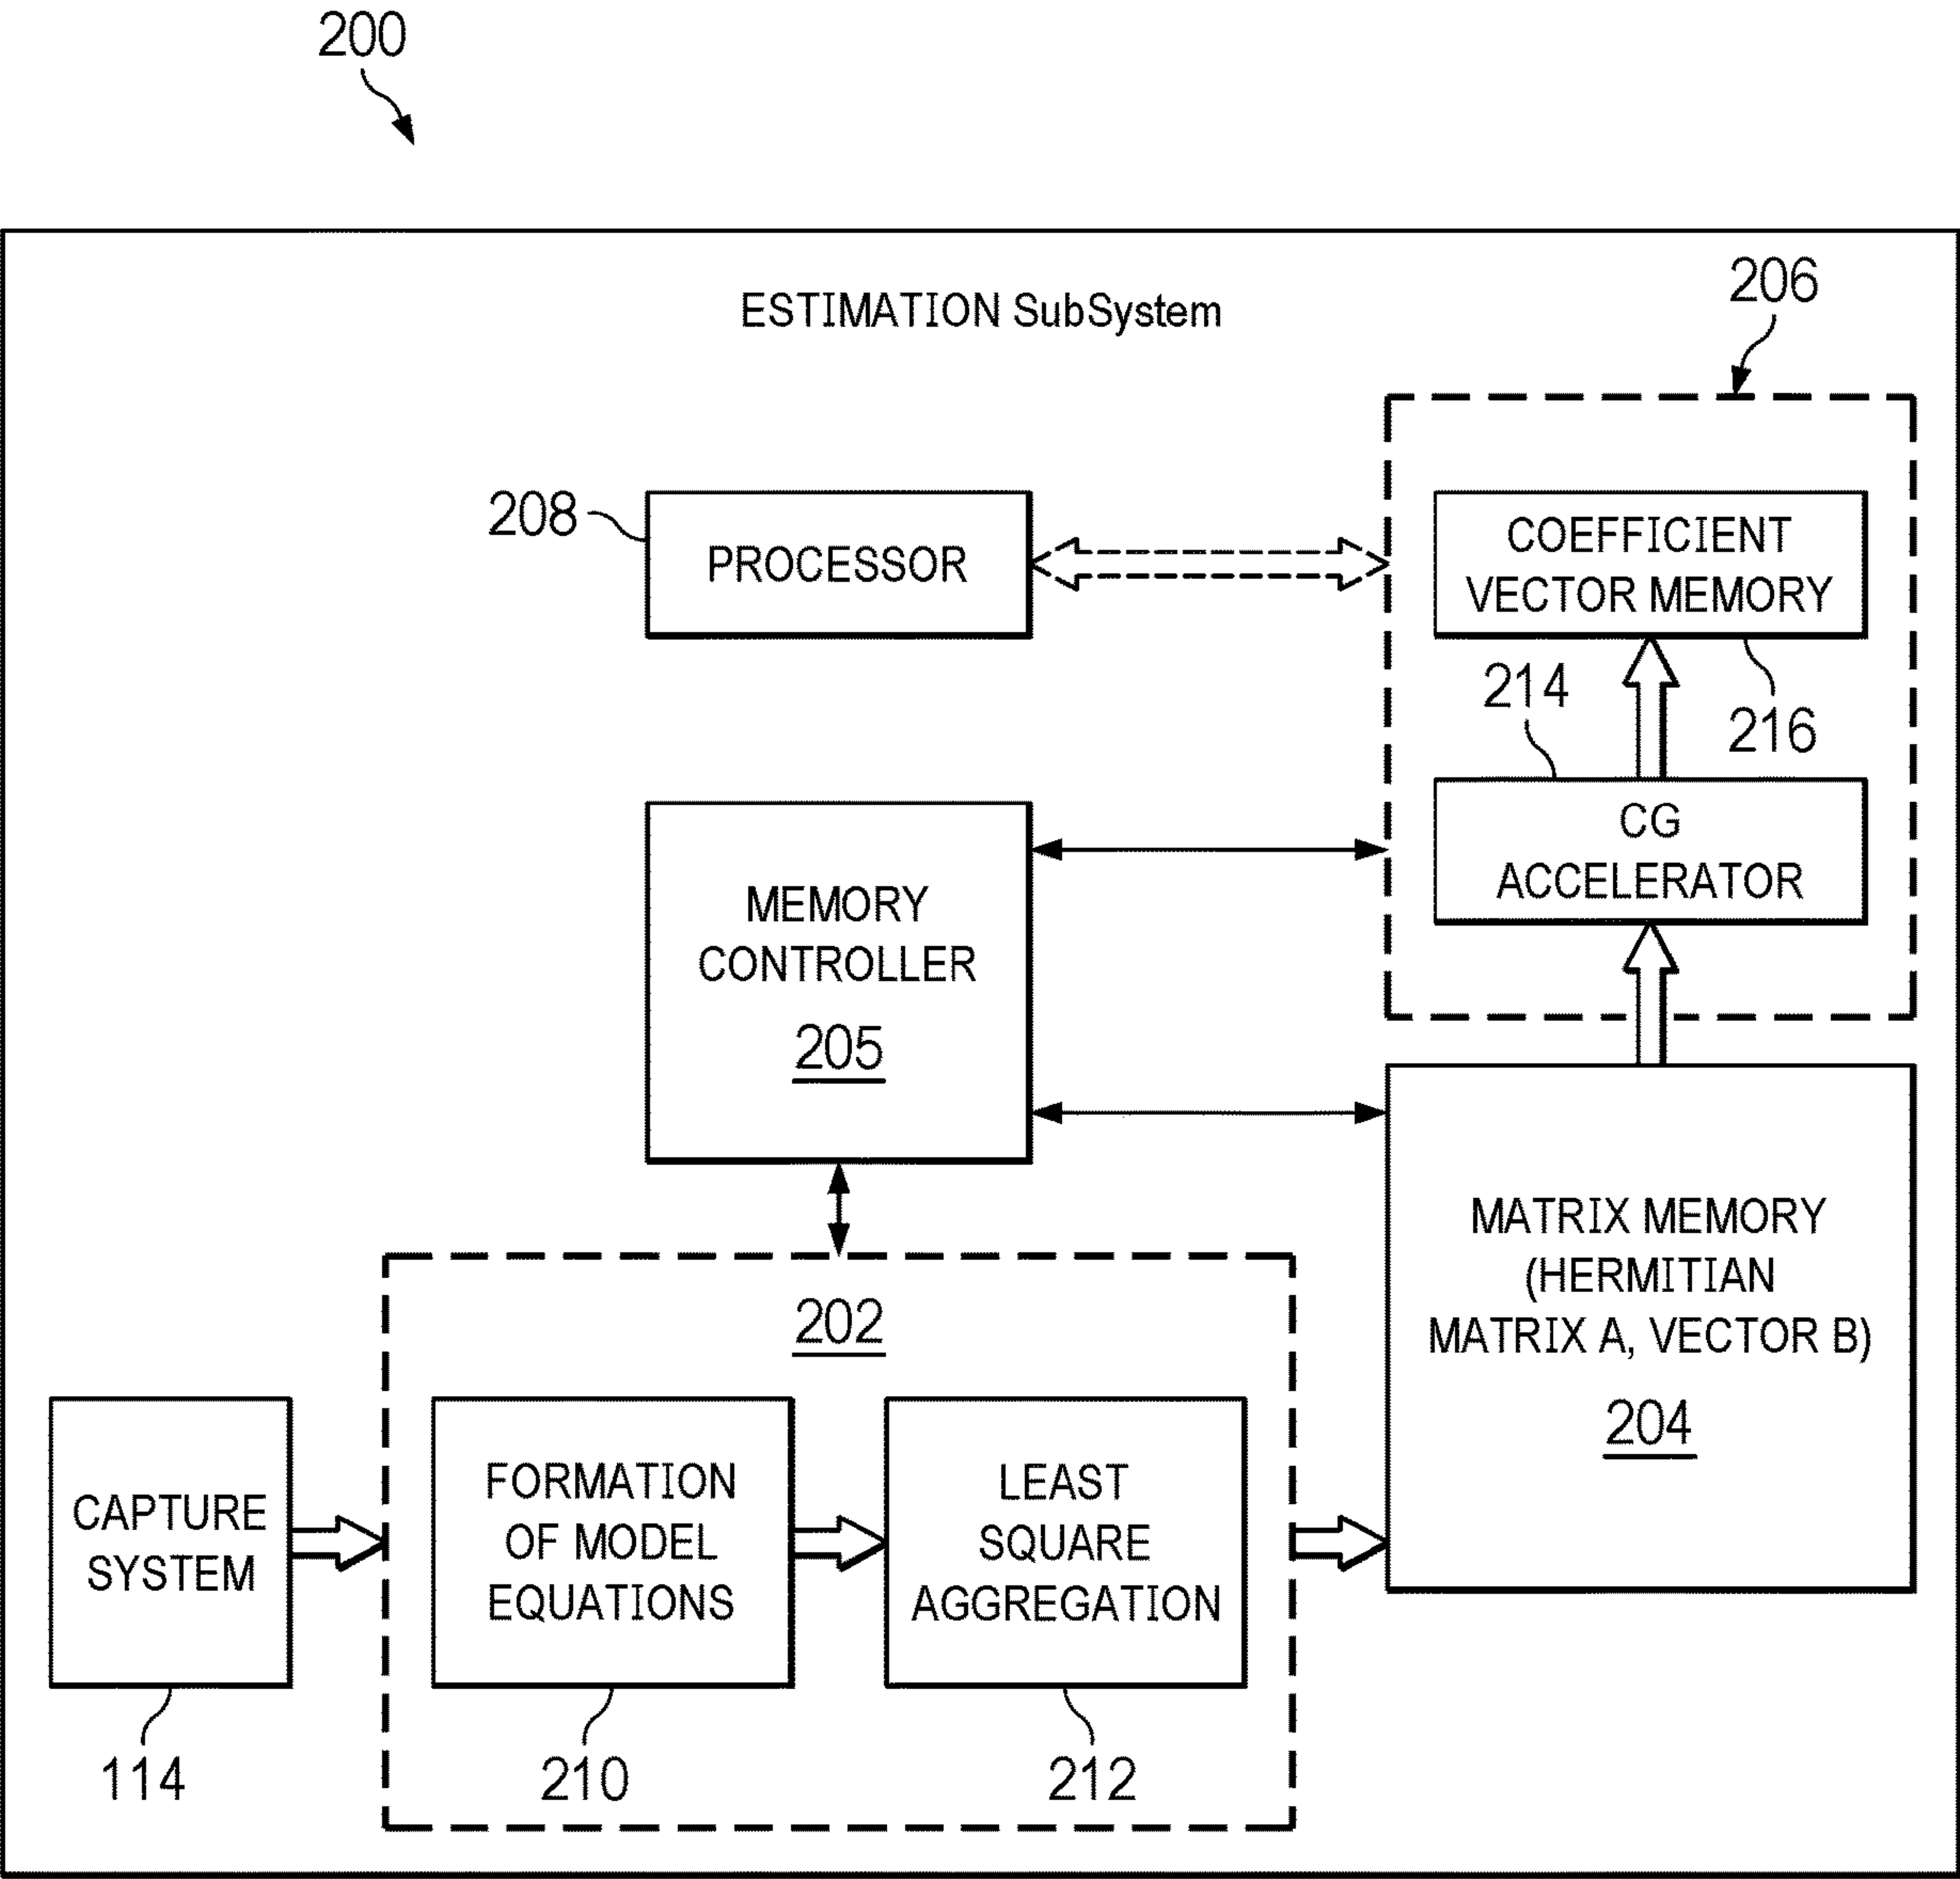 200
ESTIMATION SubSystem
206
208
PROCESSOR
COEFFICIENT
VECTOR MEMORY
214
216
CG
ACCELERATOR
MEMORY
CONTROLLER
205
MATRIX MEMORY
(HERMITIAN
MATRIX A, VECTOR B)
204
202
CAPTURE
SYSTEM
FORMATION
OF MODEL
EQUATIONS
LEAST
SQUARE
AGGREGATION
114
210
212